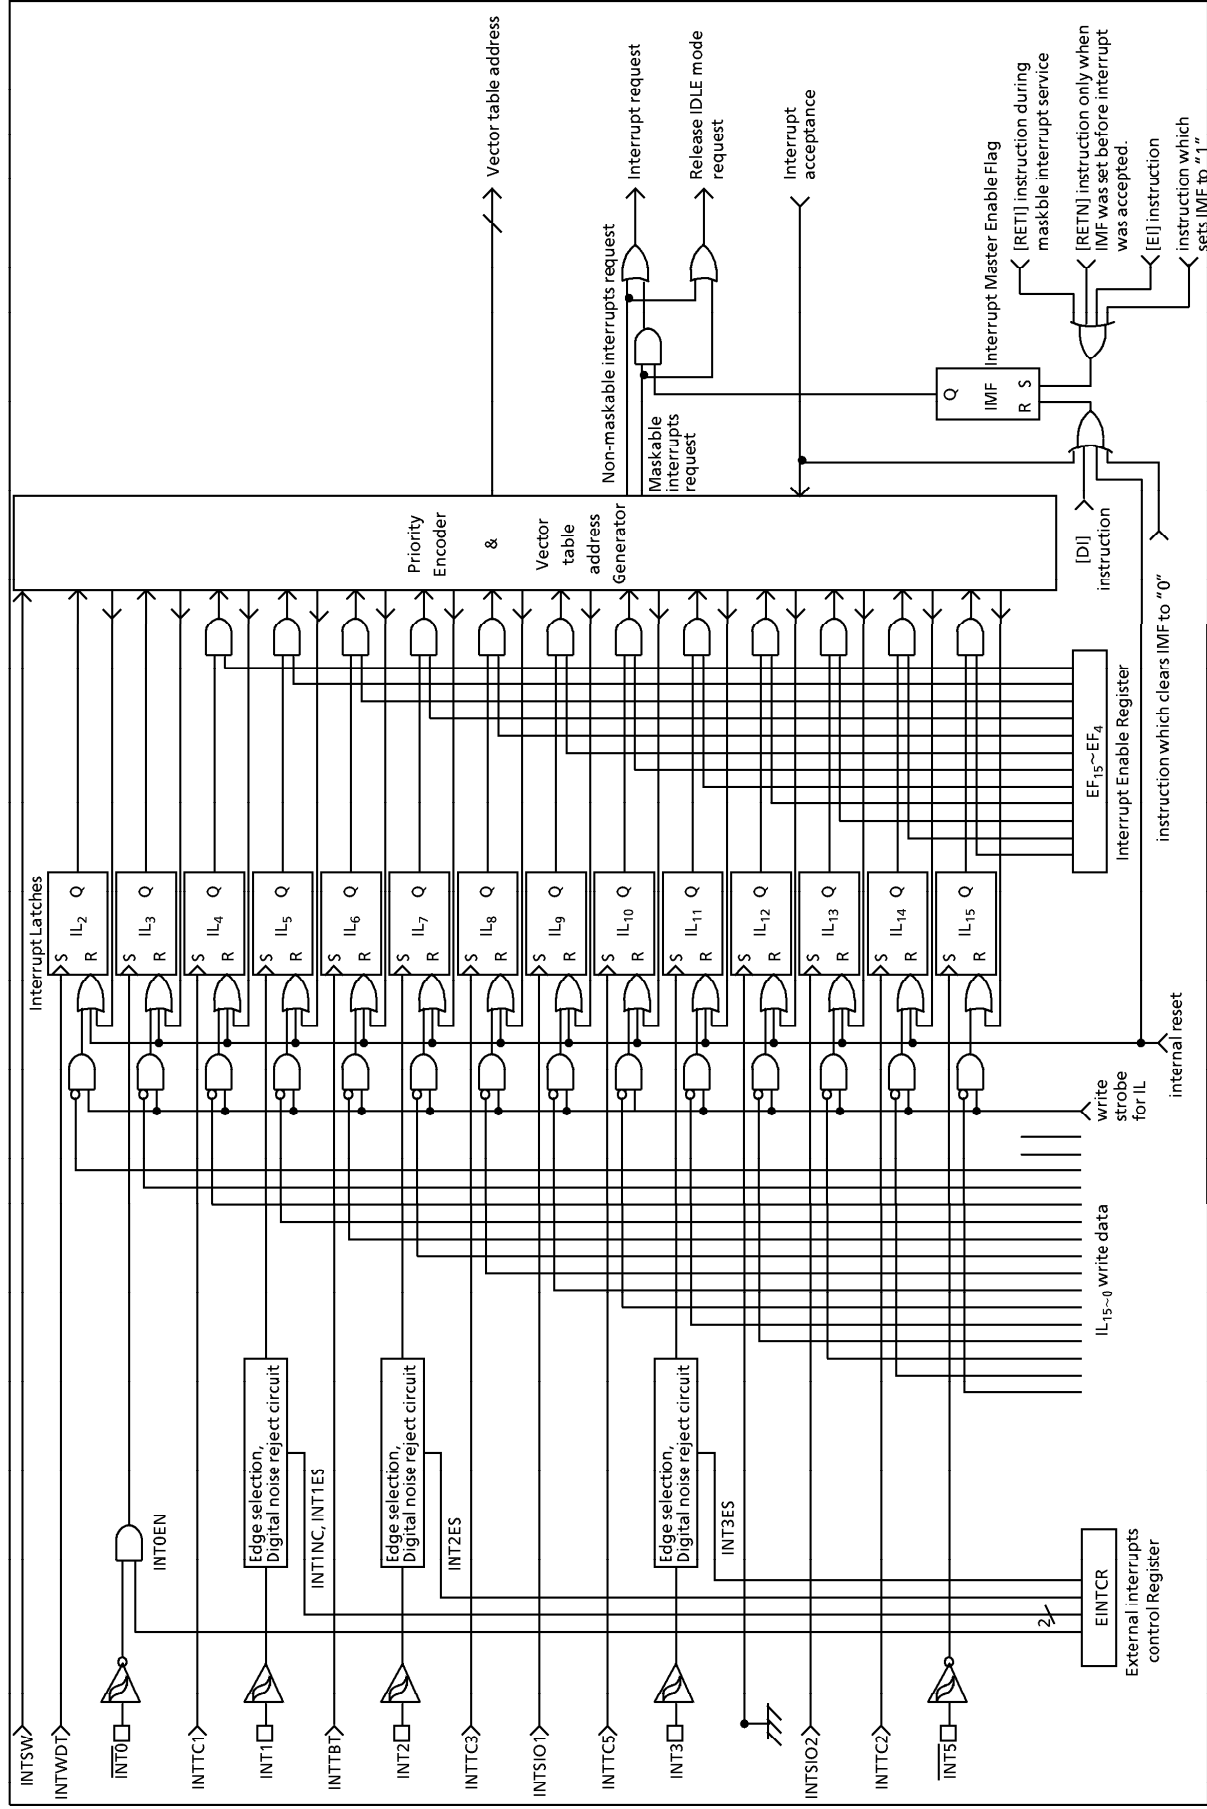 INTSW
INTWDT
INT0
INTTC1
INT1
INTTBT
INT2
INTTC3
INTSIO1
INTTC5
INT3
INTSIO2
INTTC2
INT5
INT0EN
Edge selection,
Digital noise reject circuit
INT1NC, INT1ES
Edge selection,
Digital noise reject circuit
INT2ES
Edge selection,
Digital noise reject circuit
INT3ES
2
EINTCR
External interrupts
control Register
IL15~0 write data
write
strobe
for IL
internal reset
Interrupt Latches
S IL2 Q
R
S IL3 Q
R
S IL4 Q
R
S IL5 Q
R
S IL6 Q
R
S IL7 Q
R
S IL8 Q
R
S IL9 Q
R
S IL10 Q
R
S IL11 Q
R
S IL12 Q
R
S IL13 Q
R
S IL14 Q
R
S IL15 Q
R
EF15~EF4
Interrupt Enable Register
instruction which clears IMF to “0”
Priority
Encoder
&
Vector
table
address
Generator
[DI]
instruction
Vector table address
Non-maskable interrupts request
Maskable
interrupts
request
Interrupt request
Release IDLE mode
request
Interrupt
acceptance
Q
IMF
R S
Interrupt Master Enable Flag
[RETI] instruction during
maskble interrupt service
[RETN] instruction only when
IMF was set before interrupt
was accepted.
[EI] instruction
instruction which
sets IMF to “1”